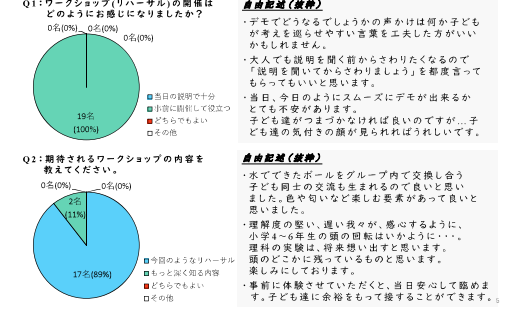 Q1：ワークショップ(リハーサル)の開催は
どのようにお感じになりましたか？
0名(0%)
0名(0%)
0名(0%)
19名
(100%)
当日の説明で十分
事前に開催して役立つ
どちらでもよい
その他
自由記述(抜粋)
・デモでどうなるでしょうかの声かけは何か子ども
が考えを巡らせやすい言葉を工夫した方がいい
かもしれません。
・大人でも説明を聞く前からさわりたくなるので
「説明を聞いてからさわりましょう」を都度言って
もらってもいいと思います。
・当日、今日のようにスムーズにデモが出来るか
とても不安があります。
子ども達がつまづかなければ良いのですが…子
ども達の気付きの顔が見られればうれしいです。
Q2：期待されるワークショップの内容を
教えてください。
0名(0%)
0名(0%)
2名
(11%)
17名(89%)
今回のようなリハーサル
もっと深く知る内容
どちらでもよい
その他
自由記述(抜粋)
・水でできたボールをグループ内で交換し合う
子ども同士の交流も生まれるので良いと思い
ました。色や匂いなど楽しむ要素があって良いと
思いました。
・理解度の堅い、遅い我々が、感心するように、
小学4～6年生の頭の回転はいかように・・・。
理科の実験は、将来想い出すと思います。
頭のどこかに残っているものと思います。
楽しみにしております。
・事前に体験させていただくと、当日安心して臨めま
す。子ども達に余裕をもって接することができます。